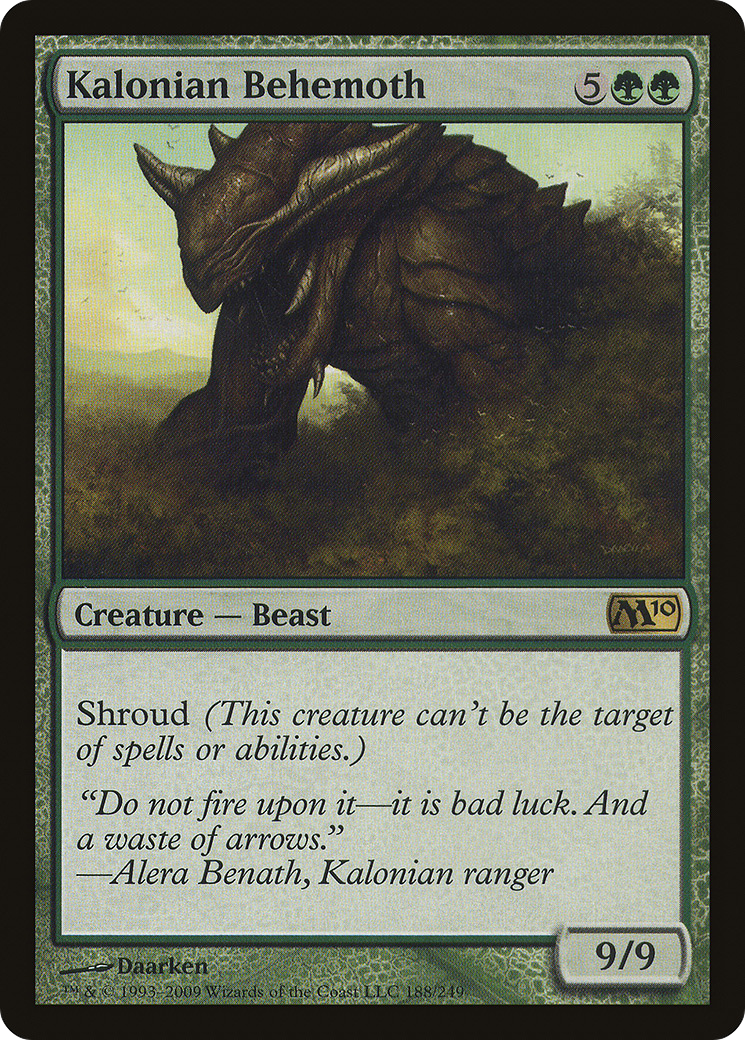 Kalonian Behemoth 5
Creature — Beast M10
Shroud (This creature can't be the target
of spells or abilities.)
“Do not fire upon it—it is bad luck. And
a waste of arrows.”
—Alera Benath, Kalonian ranger
9/9
Daarken
™ & © 1993–2009 Wizards of the Coast LLC 188/249